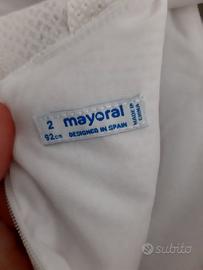 2
92cm
mayoral
DESIGNED IN SPAIN
MADE IN
CHINA
subito